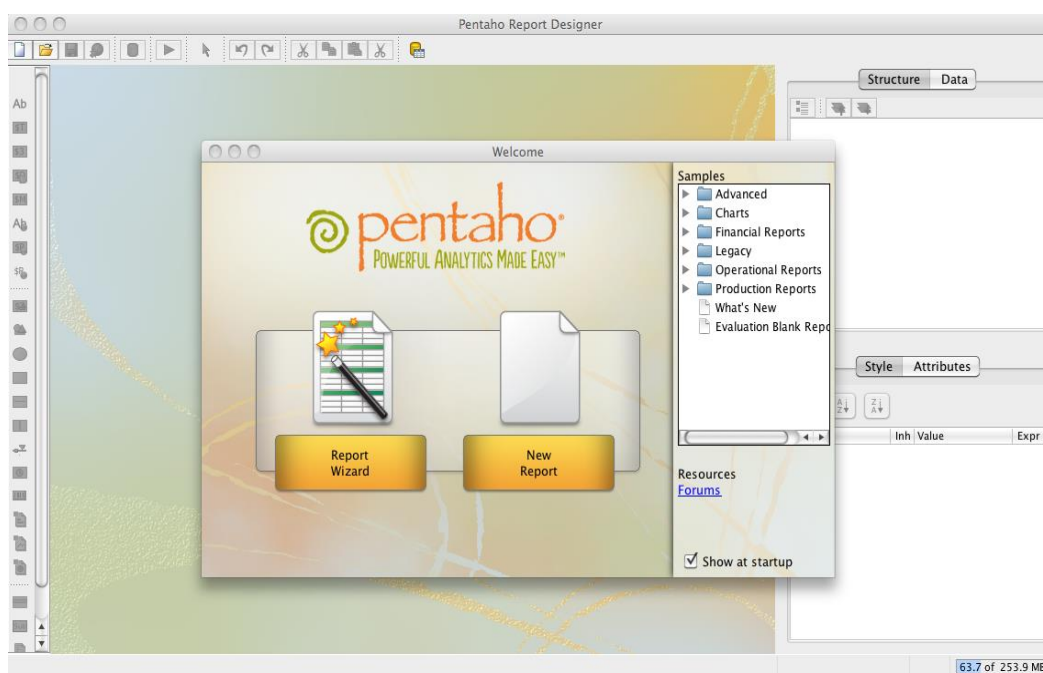 Pentaho Report Designer
Structure Data
Ab
Welcome
Samples
Advanced
Charts
Financial Reports
Legacy
Operational Reports
Production Reports
What's New
Evaluation Blank Repo
pentaho
POWERFUL ANALYTICS MADE EASY™
Report
Wizard
New
Report
Style Attributes
Inh Value Expr
Resources
Forums
Show at startup
63.7 of 253.9 MB